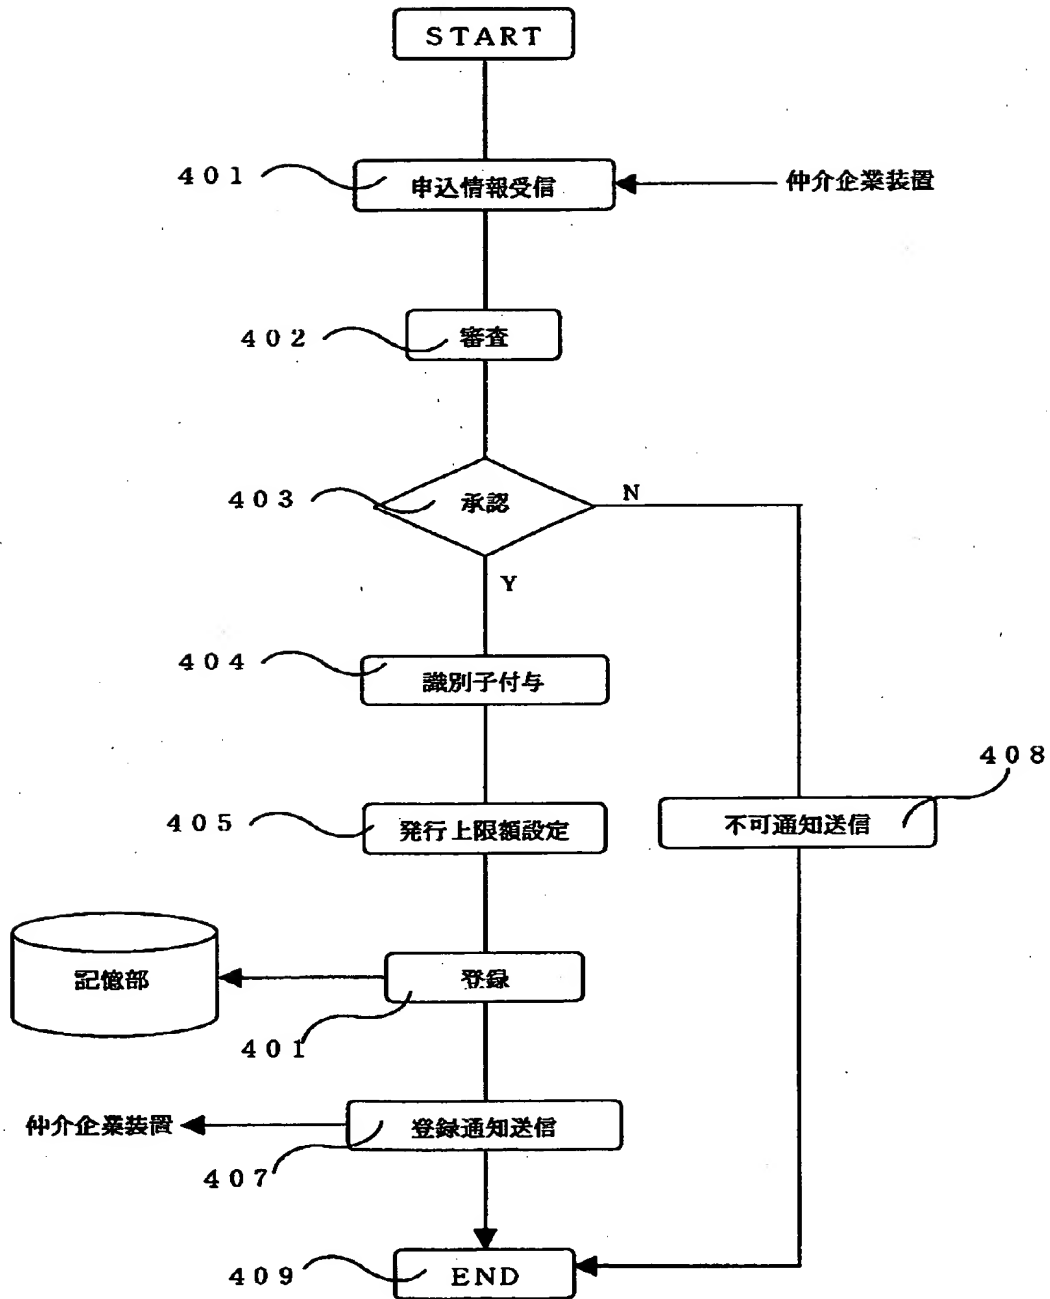 START
401
申込情報受信
仲介企業装置
402
審査
403
承認
N
Y
404
識別子付与
408
405
発行上限額設定
不可通知送信
記憶部
登録
401
仲介企業装置
登録通知送信
407
409
END